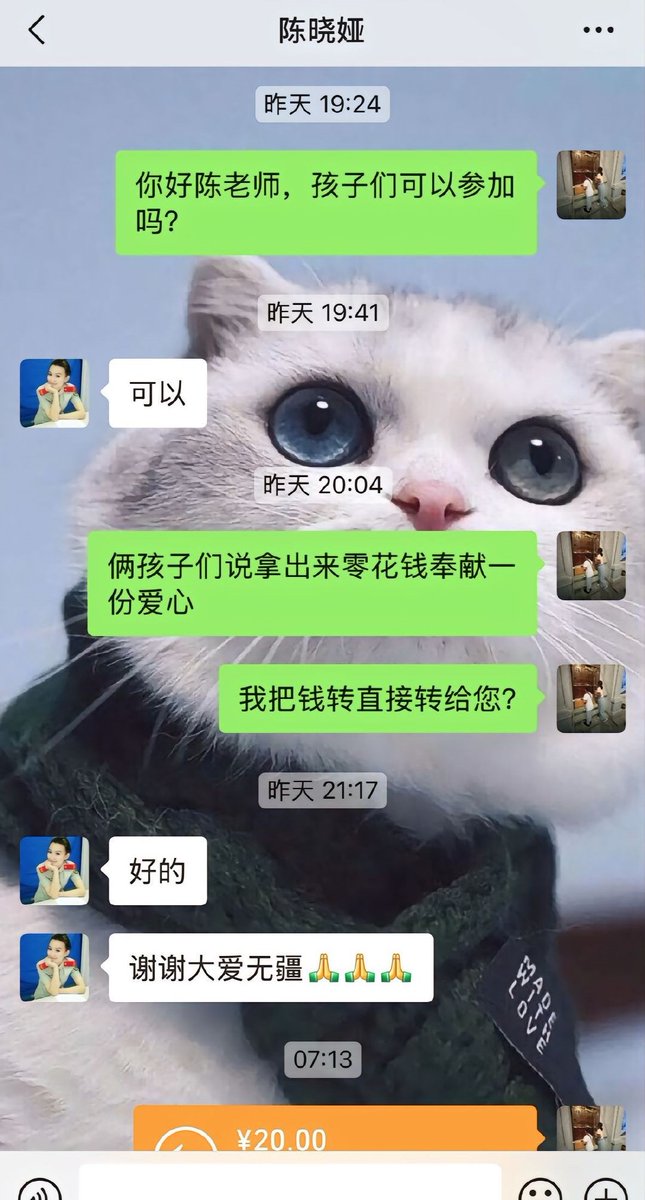 陈晓娅
昨天 19:24
你好陈老师，孩子们可以参加
吗？
昨天 19:41
可以
昨天 20:04
俩孩子们说拿出来零花钱奉献一
份爱心
我把钱转直接转给您？
昨天 21:17
好的
谢谢大爱无疆🙏🙏🙏
MADE
WITH
LOVE
07:13
¥20.00